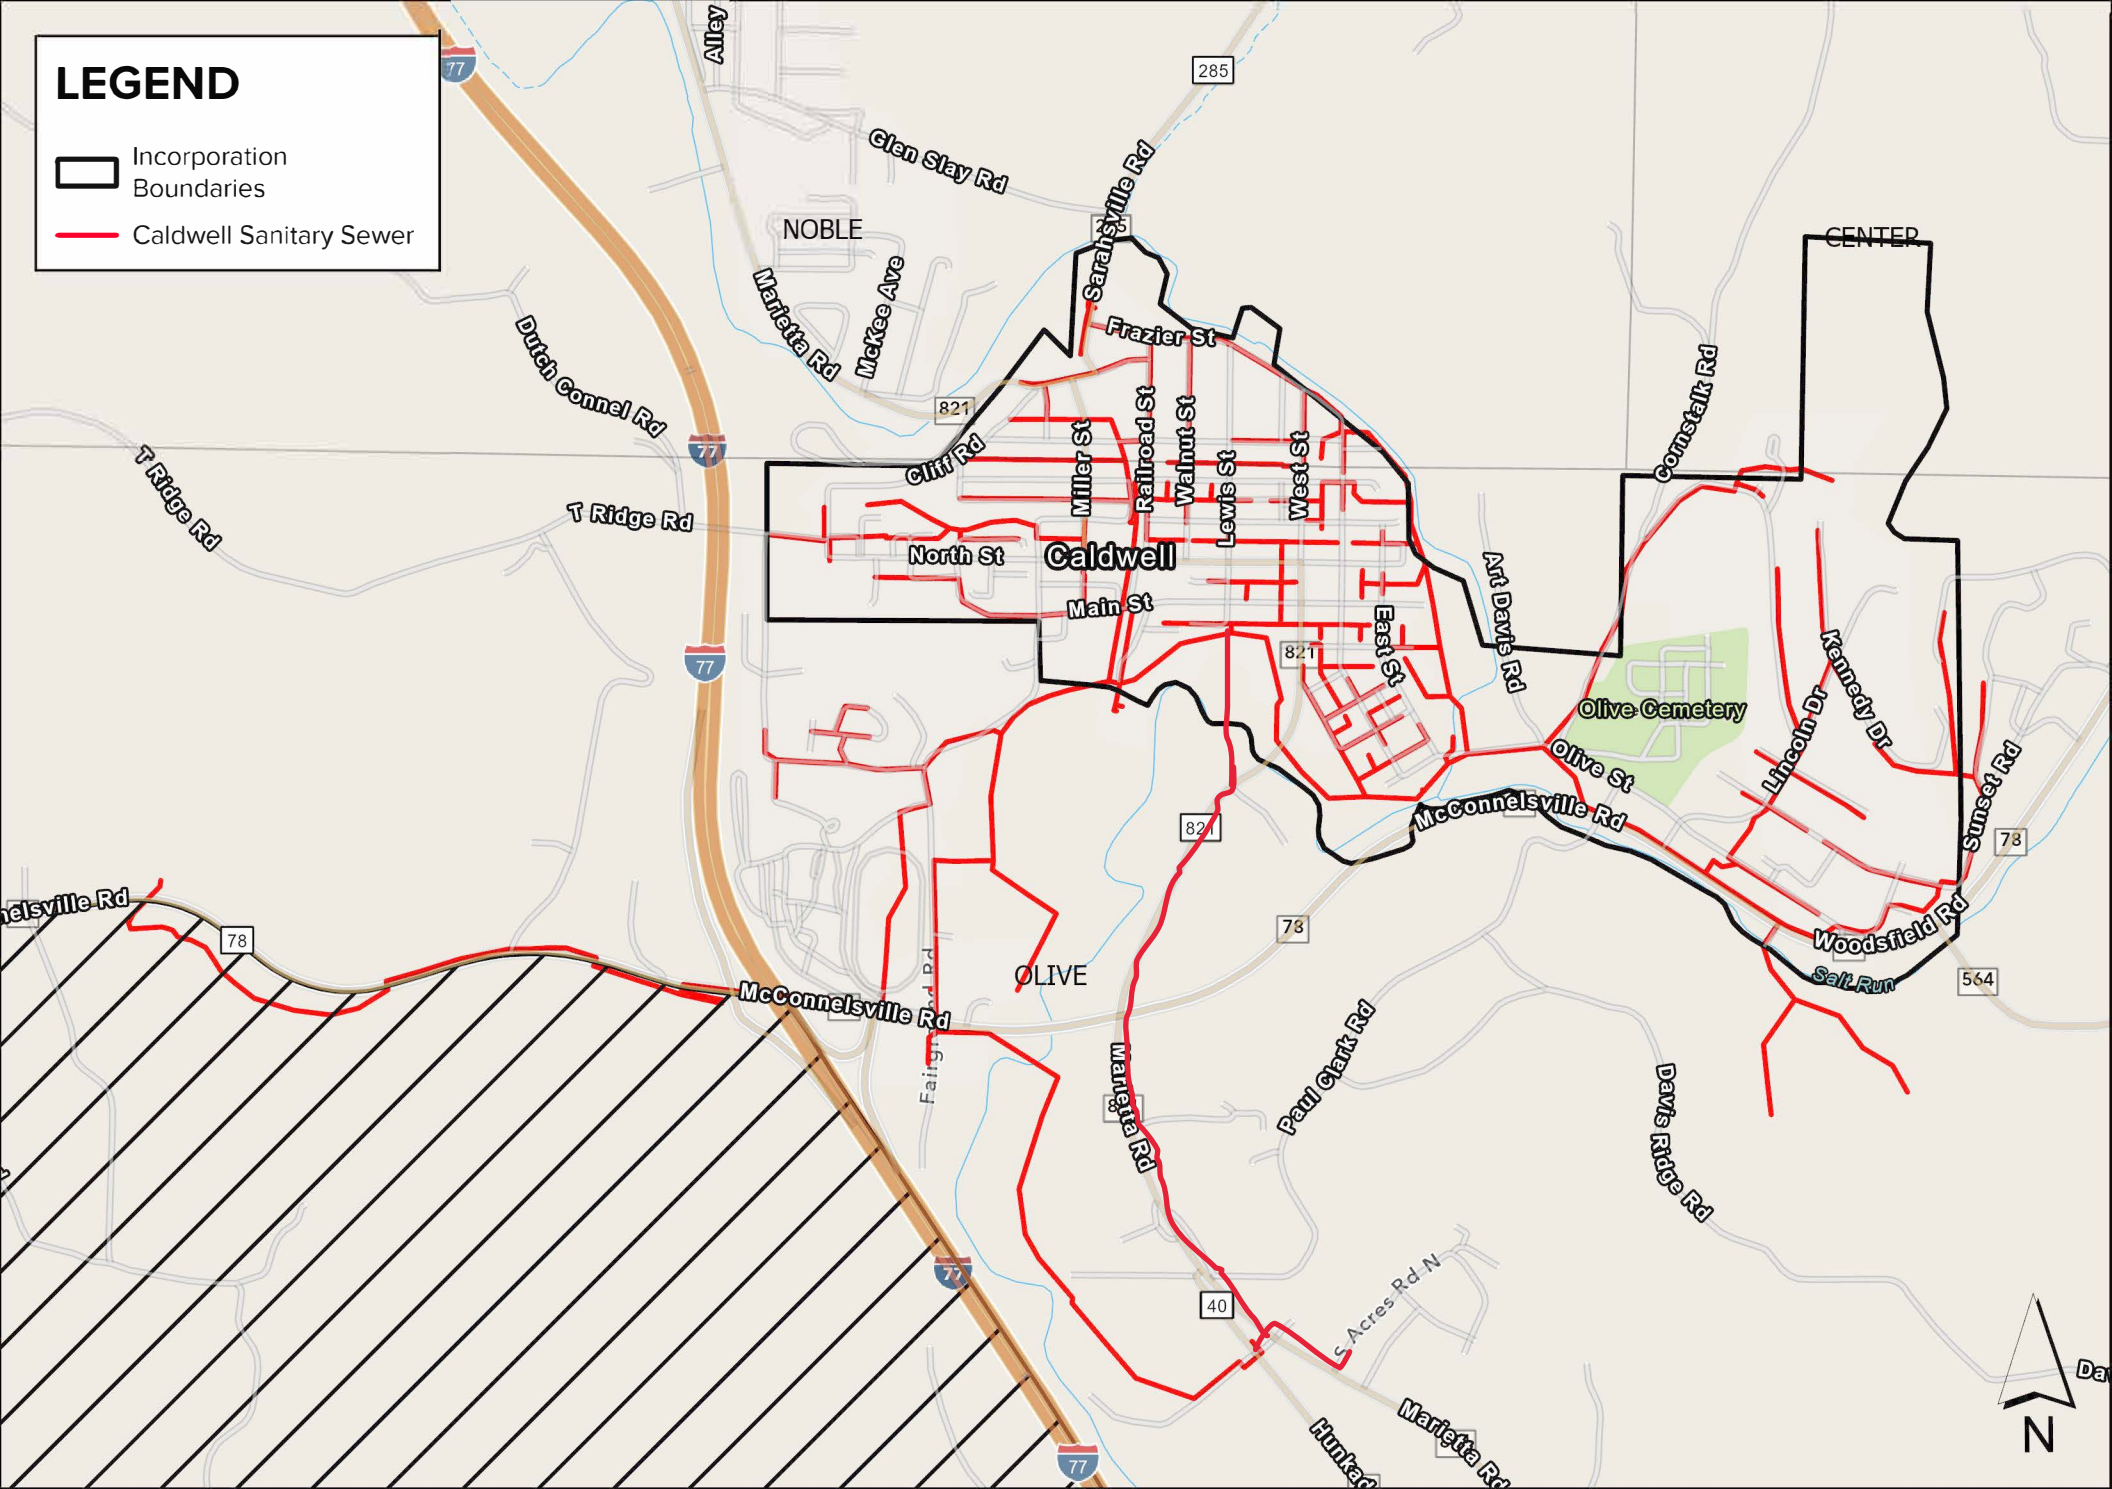 LEGEND
Incorporation
Boundaries
Caldwell Sanitary Sewer
77
Alley
285
Glen Slay Rd
Sarahsville Rd
NOBLE
CENTER
Marietta Rd
McKee Ave
Frazier St
Dutch Connel Rd
821
Cornstalk Rd
77
Cliff Rd
Miller St
Railroad St
Walnut St
Lewis St
West St
T Ridge Rd
T Ridge Rd
North St
Caldwell
Main St
East St
Art Davis Rd
821
77
Kennedy Dr
Lincoln Dr
Olive Cemetery
Olive St
McConnelsville Rd
Sunset Rd
78
821
nelsville Rd
78
78
Woodsfield Rd
Salt Run
564
OLIVE
McConnelsville Rd
Paul Clark Rd
Marietta Rd
Davis Ridge Rd
77
40
S Acres Rd N
Marietta Rd
Hunkad
77
Dav
N